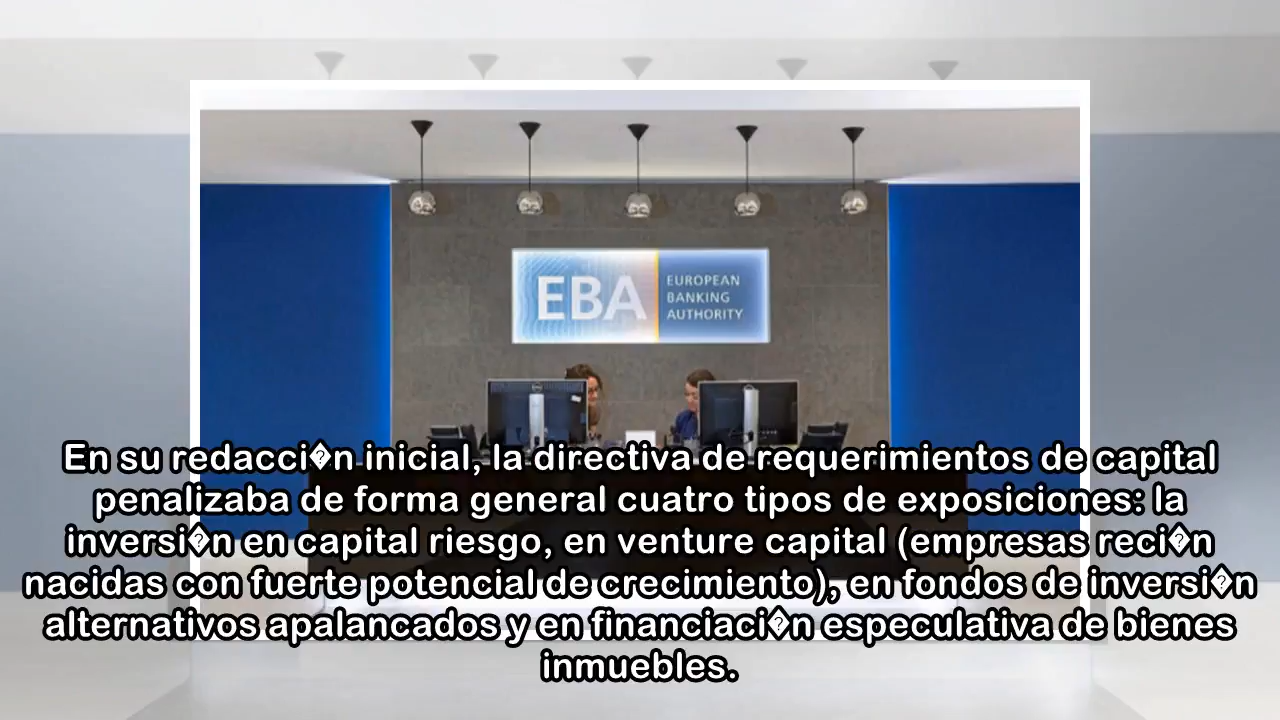 EBA
EUROPEAN
BANKING
AUTHORITY
En su redacci�n inicial, la directiva de requerimientos de capital
penalizaba de forma general cuatro tipos de exposiciones: la
inversi�n en capital riesgo, en venture capital (empresas reci�n
nacidas con fuerte potencial de crecimiento), en fondos de inversi�n
alternativos apalancados y en financiaci�n especulativa de bienes
inmuebles.